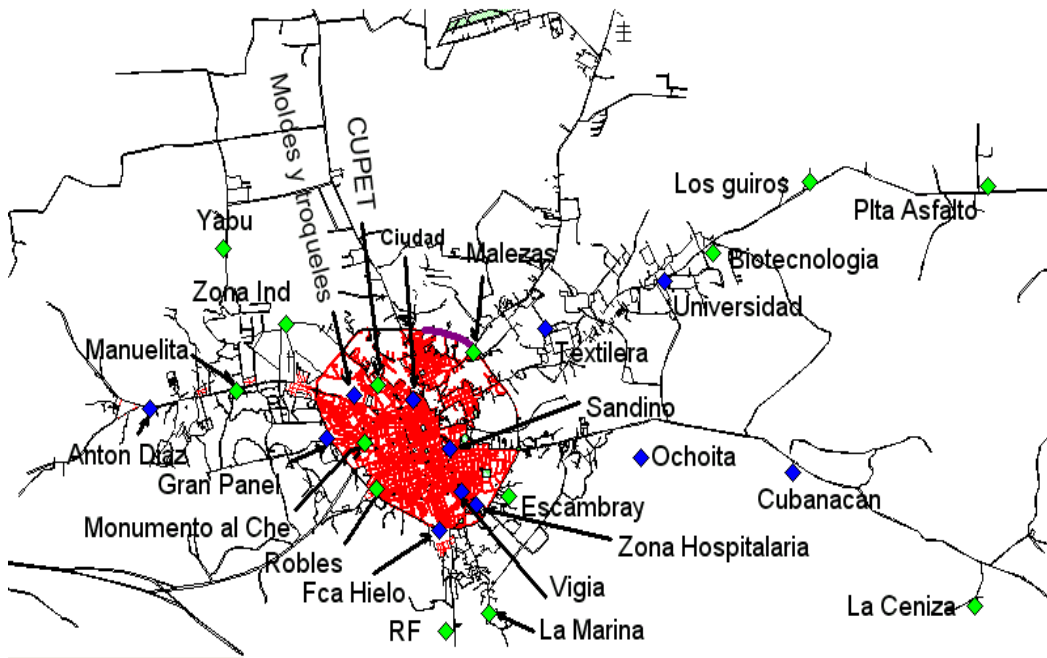 Moldes y troqueles
CUPET
Los guiros
Plta Asfalto
Yabu
Ciudad
Malezas
Biotecnologia
Zona Ind
Universidad
Manuelita
Textilera
Sandino
Anton Diaz
Ochoita
Gran Panel
Cubanacan
Escambray
Monumento al Che
Zona Hospitalaria
Robles
Fca Hielo
Vigia
La Ceniza
RF
La Marina